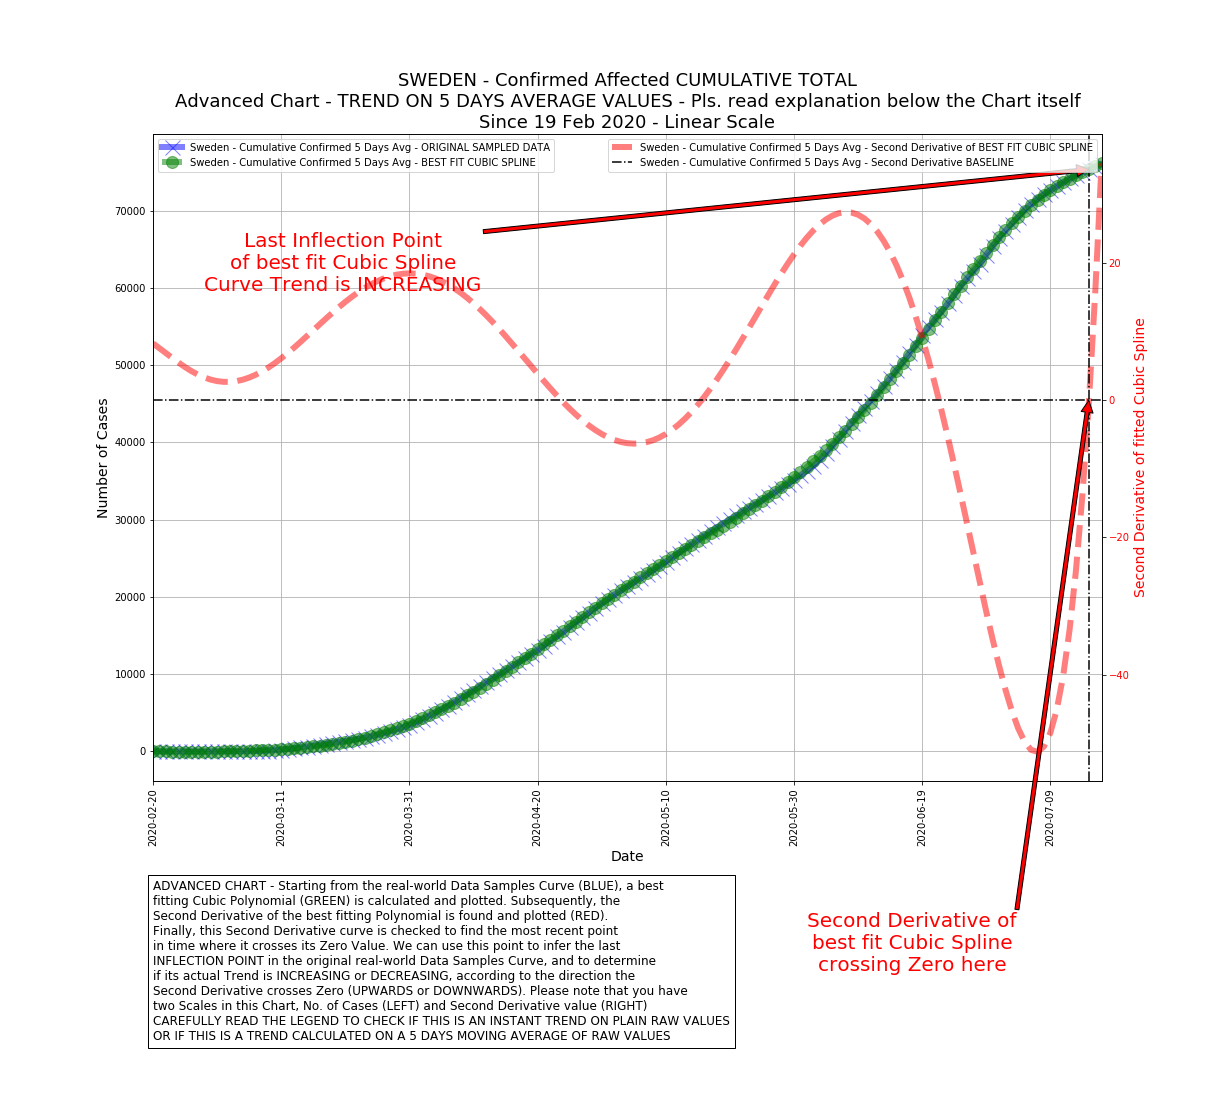 SWEDEN - Confirmed Affected CUMULATIVE TOTAL
Advanced Chart - TREND ON 5 DAYS AVERAGE VALUES - Pls. read explanation below the Chart itself
Since 19 Feb 2020 - Linear Scale
Sweden - Cumulative Confirmed 5 Days Avg - ORIGINAL SAMPLED DATA
Sweden - Cumulative Confirmed 5 Days Avg - BEST FIT CUBIC SPLINE
Sweden - Cumulative Confirmed 5 Days Avg - Second Derivative of BEST FIT CUBIC SPLINE
Sweden - Cumulative Confirmed 5 Days Avg - Second Derivative BASELINE
Last Inflection Point
of best fit Cubic Spline
Curve Trend is INCREASING
Number of Cases
70000
60000
50000
40000
30000
20000
10000
0
20
0
−20
−40
Second Derivative of fitted Cubic Spline
2020-02-20
2020-03-11
2020-03-31
2020-04-20
2020-05-10
2020-05-30
2020-06-19
2020-07-09
Date
ADVANCED CHART - Starting from the real-world Data Samples Curve (BLUE), a best
fitting Cubic Polynomial (GREEN) is calculated and plotted. Subsequently, the
Second Derivative of the best fitting Polynomial is found and plotted (RED).
Finally, this Second Derivative curve is checked to find the most recent point
in time where it crosses its Zero Value. We can use this point to infer the last
INFLECTION POINT in the original real-world Data Samples Curve, and to determine
if its actual Trend is INCREASING or DECREASING, according to the direction the
Second Derivative crosses Zero (UPWARDS or DOWNWARDS). Please note that you have
two Scales in this Chart, No. of Cases (LEFT) and Second Derivative value (RIGHT)
CAREFULLY READ THE LEGEND TO CHECK IF THIS IS AN INSTANT TREND ON PLAIN RAW VALUES
OR IF THIS IS A TREND CALCULATED ON A 5 DAYS MOVING AVERAGE OF RAW VALUES
Second Derivative of
best fit Cubic Spline
crossing Zero here